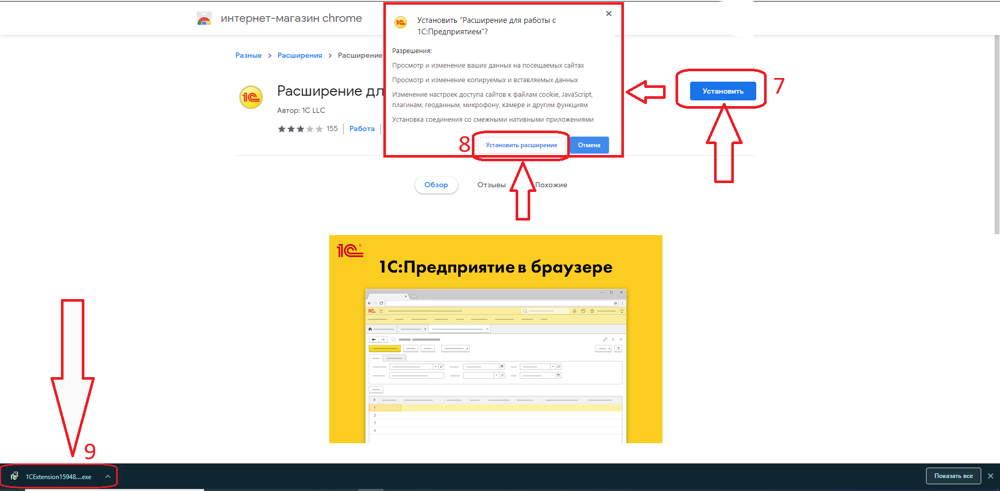 интернет-магазин chrome
Установить "Расширение для работы с
1С:Предприятием"?
Разрешения:
Просмотр и изменение ваших данных на посещаемых сайтах
Просмотр и изменение копируемых и вставляемых данных
Изменение настроек доступа сайтов к файлам cookie, JavaScript,
плагинам, геоданным, микрофону, камере и другим функциям
Установка соединения со смежными нативными приложениями
8
Установить расширение
Отмена
Разные > Расширения > Расширение
1С
Расширение дл
Автор: 1C LLC
155
Работа
Установить
7
Обзор
Отзывы
Похожие
1С
1С:Предприятие в браузере
1С
?
#
1
2
3
4
9
1CExtension15948....exe
Показать все